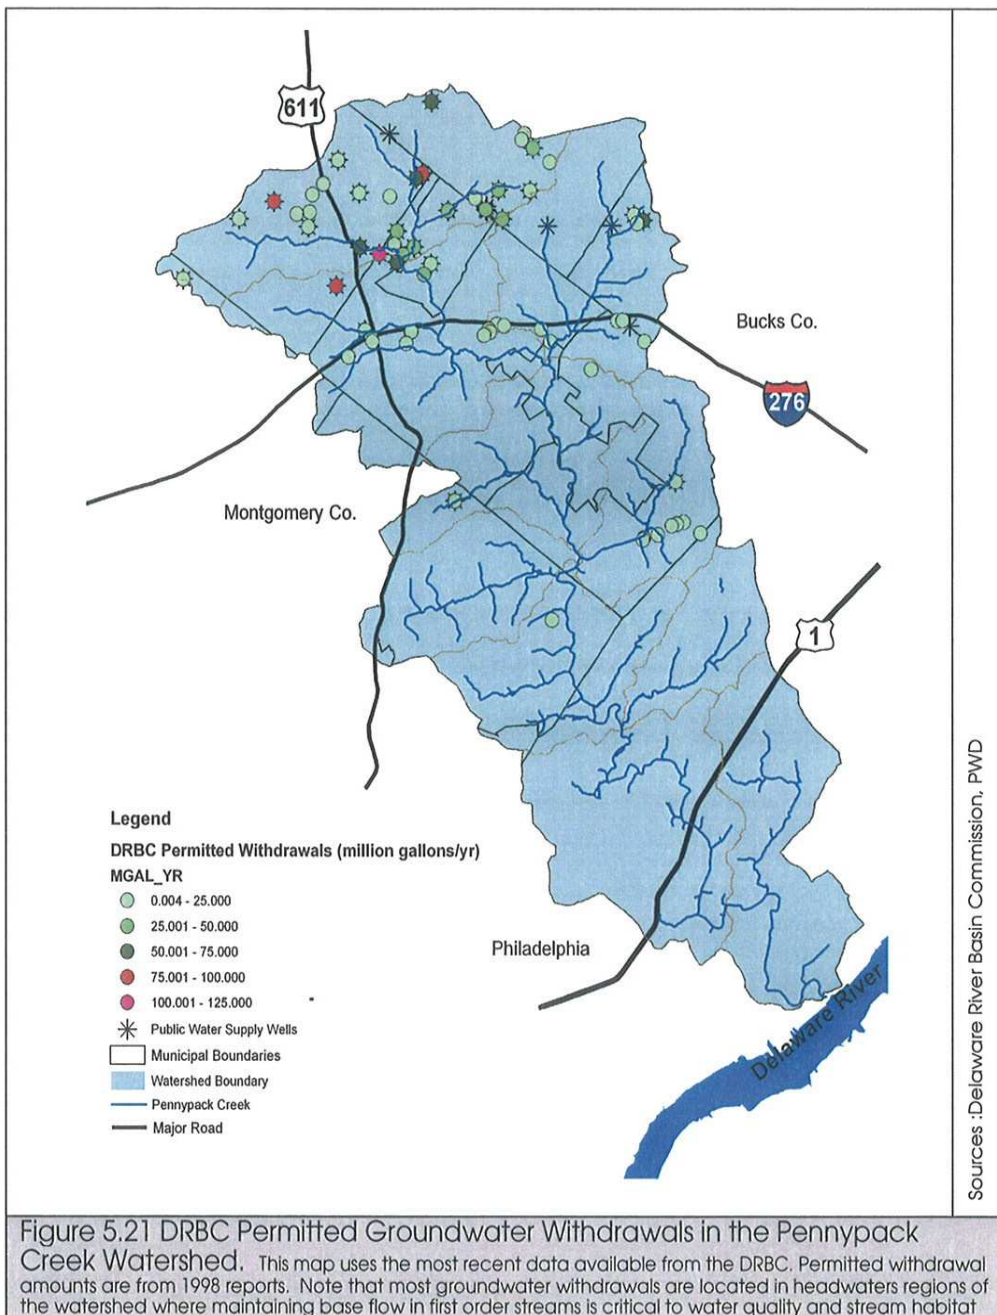 611
Bucks Co.
276
Montgomery Co.
1
Legend
DRBC Permitted Withdrawals (million gallons/yr)
MGAL_YR
0.004 - 25.000
25.001 - 50.000
50.001 - 75.000
75.001 - 100.000
100.001 - 125.000
Public Water Supply Wells
Municipal Boundaries
Watershed Boundary
Pennypack Creek
Major Road
Philadelphia
Delaware River
Sources :Delaware River Basin Commission, PWD
Figure 5.21 DRBC Permitted Groundwater Withdrawals in the Pennypack
Creek Watershed. This map uses the most recent data available from the DRBC. Permitted withdrawal
amounts are from 1998 reports. Note that most groundwater withdrawals are located in headwaters regions of
the watershed where maintaining base flow in first order streams is critical to water quality and stream habitat